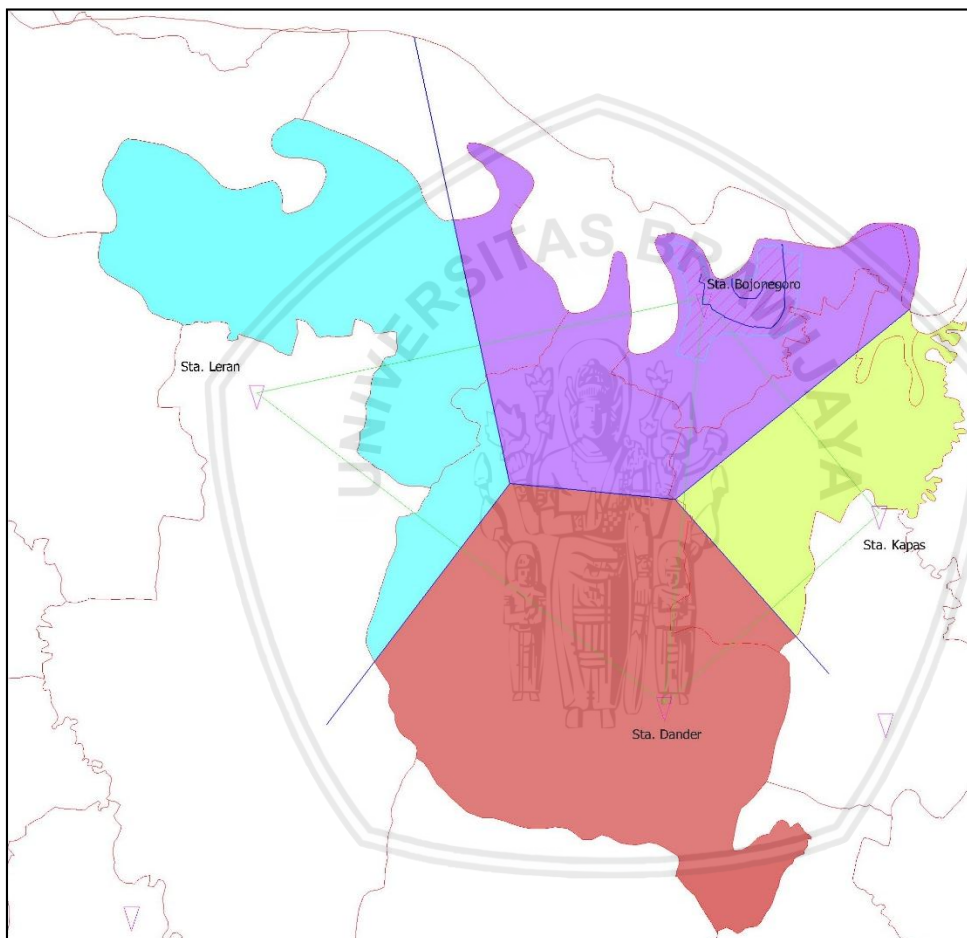 UNIVERSITAS BRAWIJAYA
Sta. Bojonegoro
Sta. Leran
Sta. Kapas
Sta. Dander